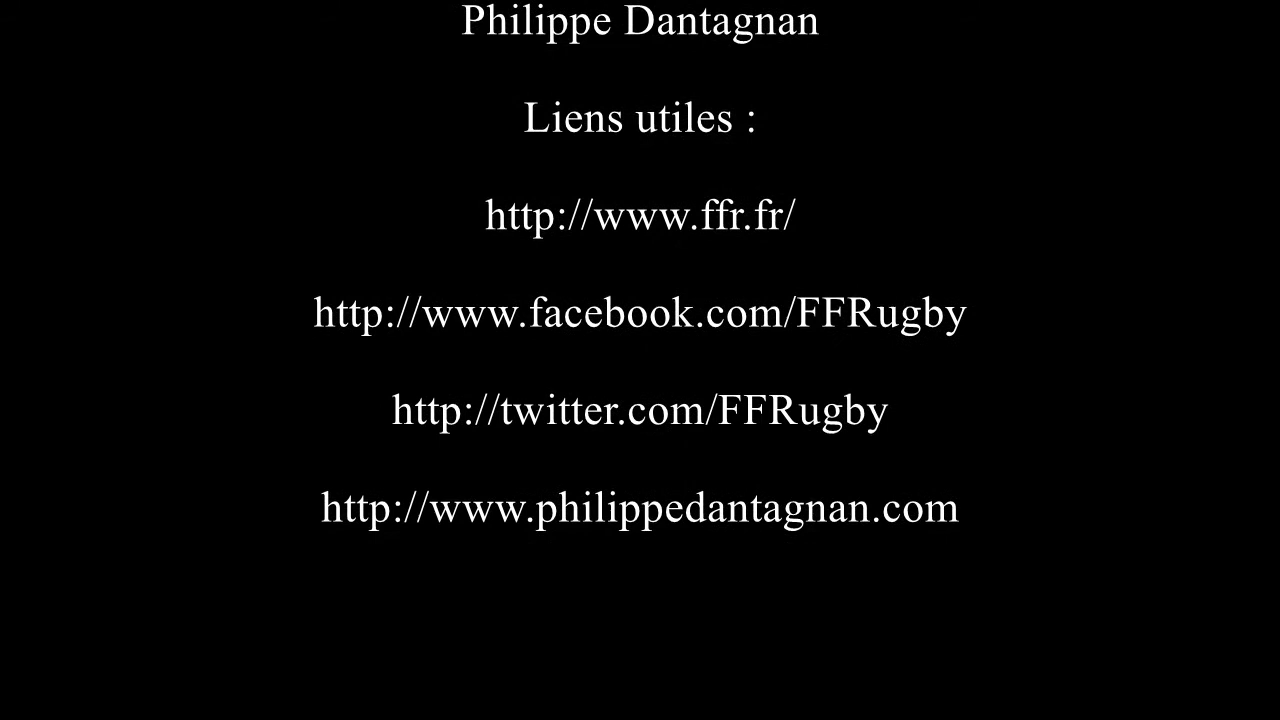 Philippe Dantagnan
Liens utiles :
http://www.ffr.fr/
http://www.facebook.com/FFRugby
http://twitter.com/FFRugby
http://www.philippedantagnan.com